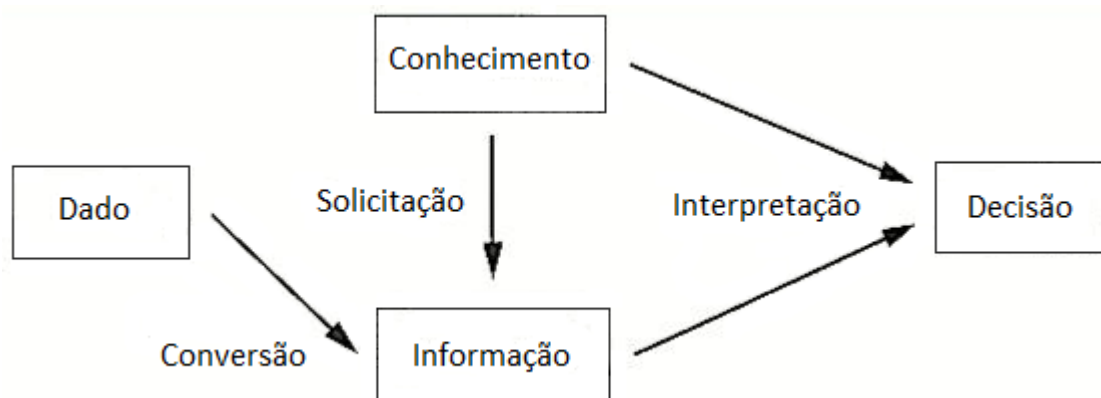 Conhecimento
Dado
Solicitação
Interpretação
Decisão
Conversão
Informação